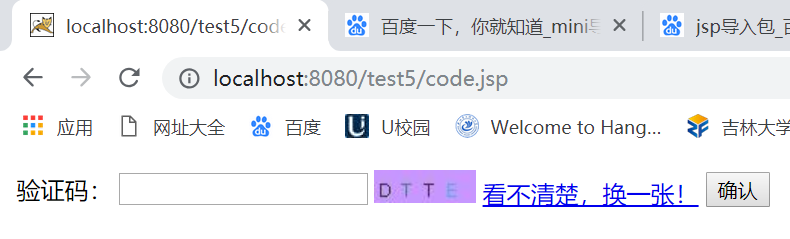 localhost:8080/test5/code 百度一下，你就知道_mini导 jsp导入包_百
localhost:8080/test5/code.jsp
应用 网址大全 百度 U校园 Welcome to Hang... 吉林大学
验证码： DTTE 看不清楚，换一张！ 确认